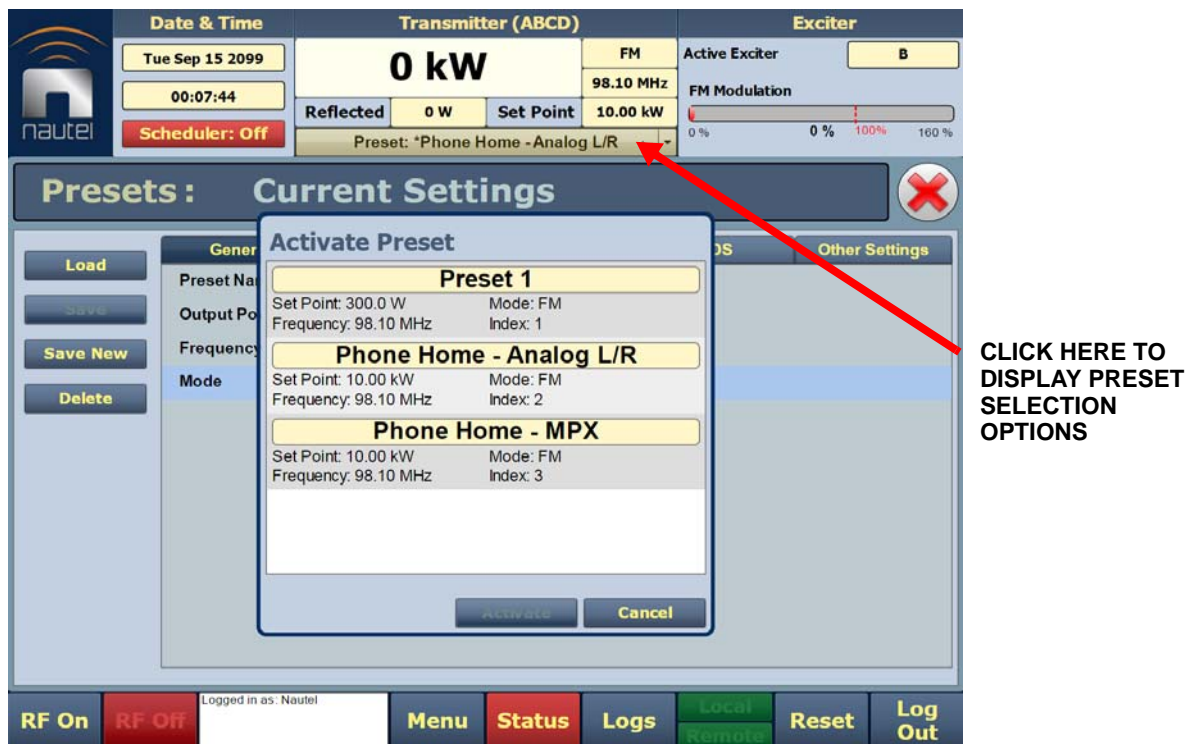 Date & Time
Transmitter (ABCD)
Exciter
Tue Sep 15 2099
0 kW
FM
Active Exciter
B
98.10 MHz
00:07:44
FM Modulation
nautel
Scheduler: Off
Reflected
0 W
Set Point
10.00 kW
0 %
0 %
100%
160 %
Preset: *Phone Home - Analog L/R
Presets: Current Settings
Activate Preset
Gener
DS
Other Settings
Load
Save
Save New
Delete
Preset Na
Output Po
Frequency
Mode
Preset 1
Set Point: 300.0 W
Mode: FM
Frequency: 98.10 MHz
Index: 1
Phone Home - Analog L/R
Set Point: 10.00 kW
Mode: FM
Frequency: 98.10 MHz
Index: 2
Phone Home - MPX
Set Point: 10.00 kW
Mode: FM
Frequency: 98.10 MHz
Index: 3
Activate
Cancel
CLICK HERE TO
DISPLAY PRESET
SELECTION
OPTIONS
RF On
RF Off
Logged in as: Nautel
Menu
Status
Logs
Local
Remote
Reset
Log
Out